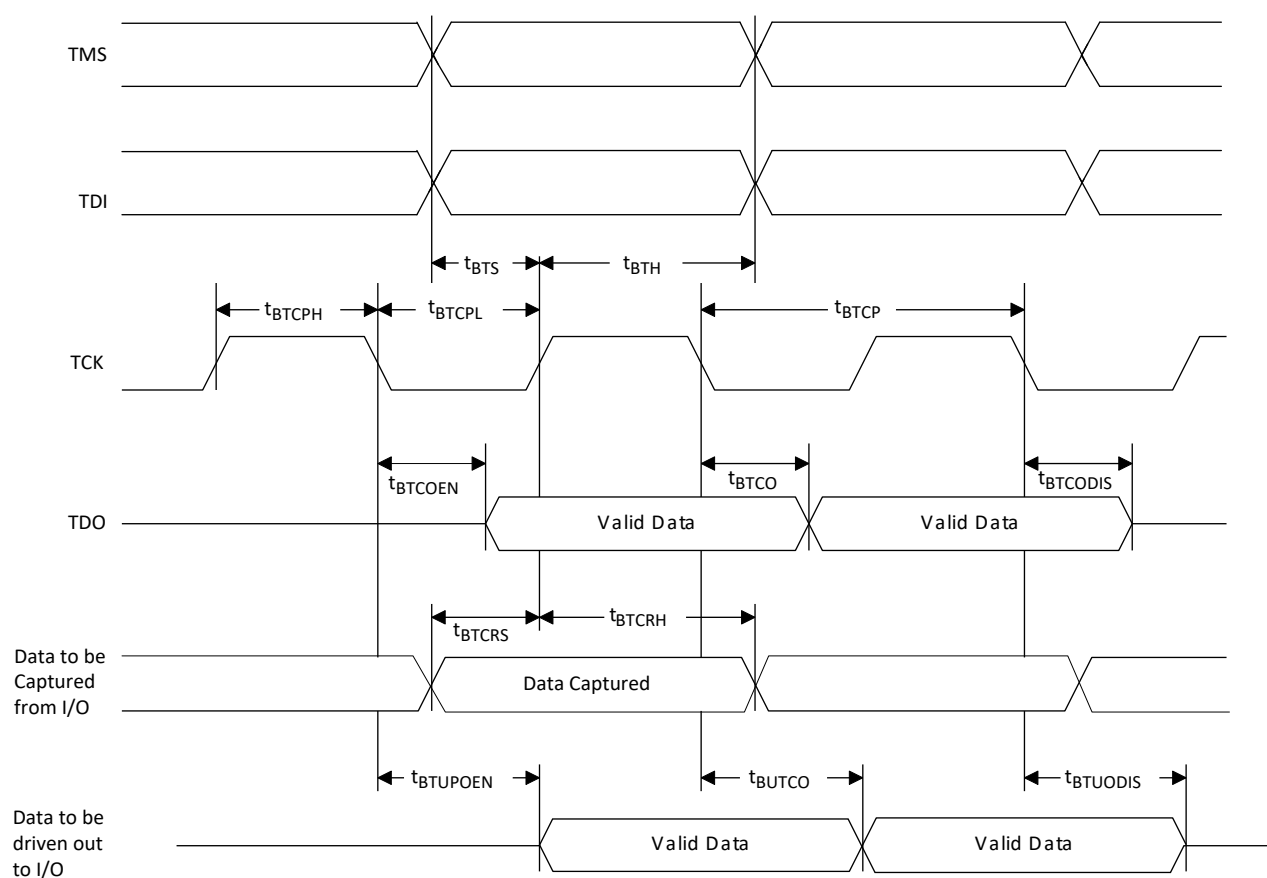 TMS
TDI
tBTS
tBTH
tBTCPH
tBTCPL
tBTCP
TCK
tBTCOEN
tBTCO
tBTCODIS
TDO
Valid Data
Valid Data
tBTCRS
tBTCRH
Data to be
Captured
from I/O
Data Captured
tBTUPOEN
tBUTCO
tBTUODIS
Data to be
driven out
to I/O
Valid Data
Valid Data